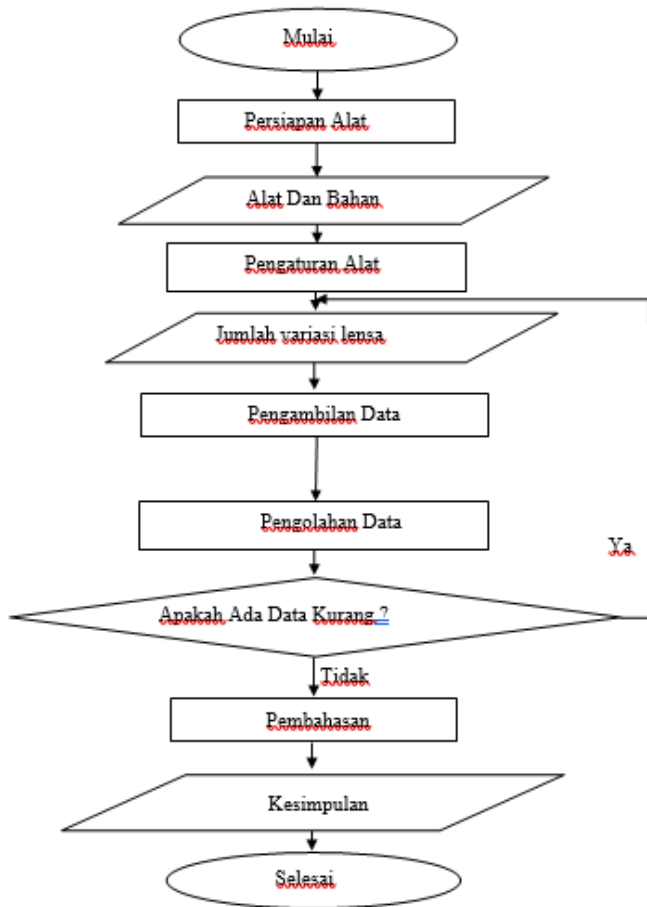 Mulai
Persiapan Alat
Alat Dan Bahan
Pengaturan Alat
Jumlah variasi lensa
Pengambilan Data
Pengolahan Data
Ya
Apakah Ada Data Kurang ?
Tidak
Pembahasan
Kesimpulan
Selesai